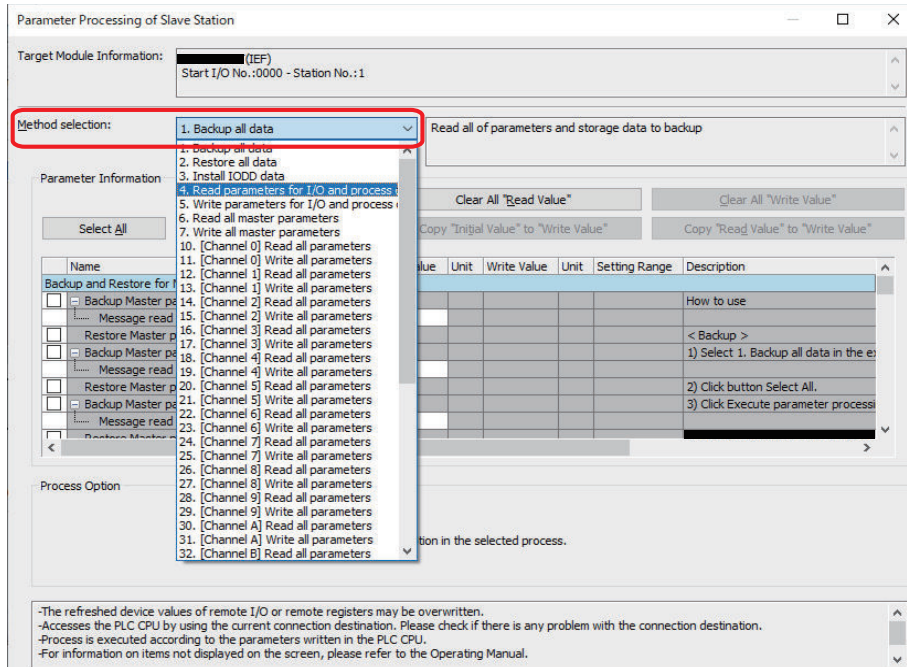 Parameter Processing of Slave Station
Target Module Information:
(IEF)
Start I/O No.:0000 - Station No.:1
Method selection:
1. Backup all data
Read all of parameters and storage data to backup
1. Backup all data
2. Restore all data
3. Install IODD data
4. Read parameters for I/O and process
5. Write parameters for I/O and process
6. Read all master parameters
7. Write all master parameters
10. [Channel 0] Read all parameters
11. [Channel 0] Write all parameters
12. [Channel 1] Read all parameters
13. [Channel 1] Write all parameters
14. [Channel 2] Read all parameters
15. [Channel 2] Write all parameters
16. [Channel 3] Read all parameters
17. [Channel 3] Write all parameters
18. [Channel 4] Read all parameters
19. [Channel 4] Write all parameters
20. [Channel 5] Read all parameters
21. [Channel 5] Write all parameters
22. [Channel 6] Read all parameters
23. [Channel 6] Write all parameters
24. [Channel 7] Read all parameters
25. [Channel 7] Write all parameters
26. [Channel 8] Read all parameters
27. [Channel 8] Write all parameters
28. [Channel 9] Read all parameters
29. [Channel 9] Write all parameters
30. [Channel A] Read all parameters
31. [Channel A] Write all parameters
32. [Channel B] Read all parameters
Parameter Information
Clear All "Read Value"
Clear All "Write Value"
Select All
Copy "Initial Value" to "Write Value"
Copy "Read Value" to "Write Value"
Name
alue Unit Write Value Unit Setting Range Description
Backup and Restore for
Backup Master pa
How to use
Message read
Restore Master p
< Backup >
Backup Master pa
1) Select 1. Backup all data in the
Message read
Restore Master p
2) Click button Select All.
Backup Master pa
3) Click Execute parameter processi
Message read
Restore Master p
Process Option
tion in the selected process.
-The refreshed device values of remote I/O or remote registers may be overwritten.
-Accesses the PLC CPU by using the current connection destination. Please check if there is any problem with the connection destination.
-Process is executed according to the parameters written in the PLC CPU.
-For information on items not displayed on the screen, please refer to the Operating Manual.